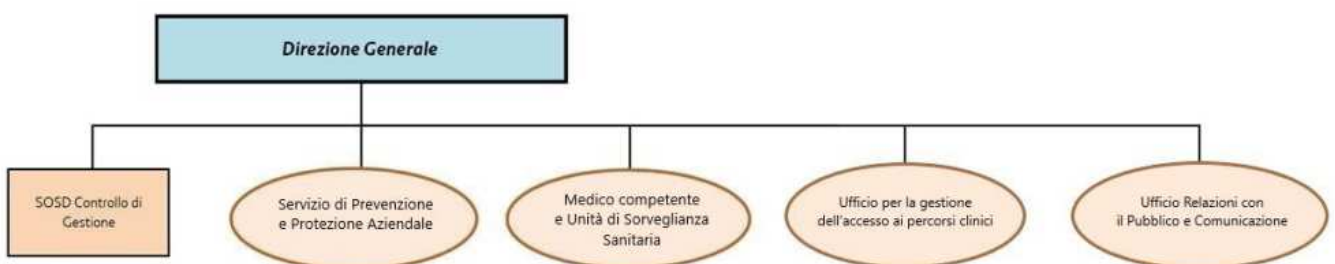 Direzione Generale
SOSD Controllo di
Gestione
Servizio di Prevenzione
e Protezione Aziendale
Medico competente
e Unità di Sorveglianza
Sanitaria
Ufficio per la gestione
dell'accesso ai percorsi clinici
Ufficio Relazioni con
il Pubblico e Comunicazione